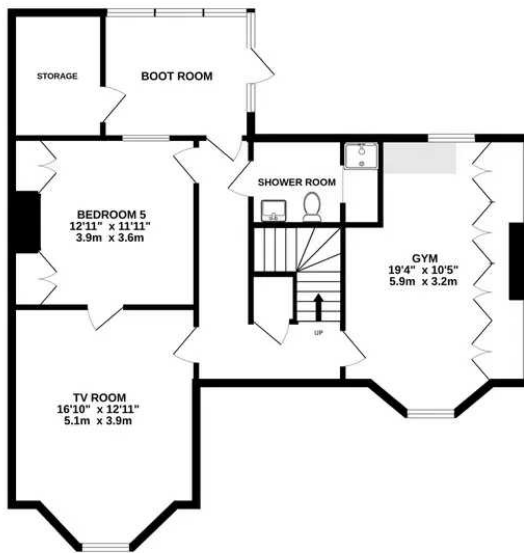 STORAGE
BOOT ROOM
SHOWER ROOM
BEDROOM 5
12'11" x 11'11"
3.9m x 3.6m
GYM
19'4" x 10'5"
5.9m x 3.2m
UP
TV ROOM
16'10" x 12'11"
5.1m x 3.9m